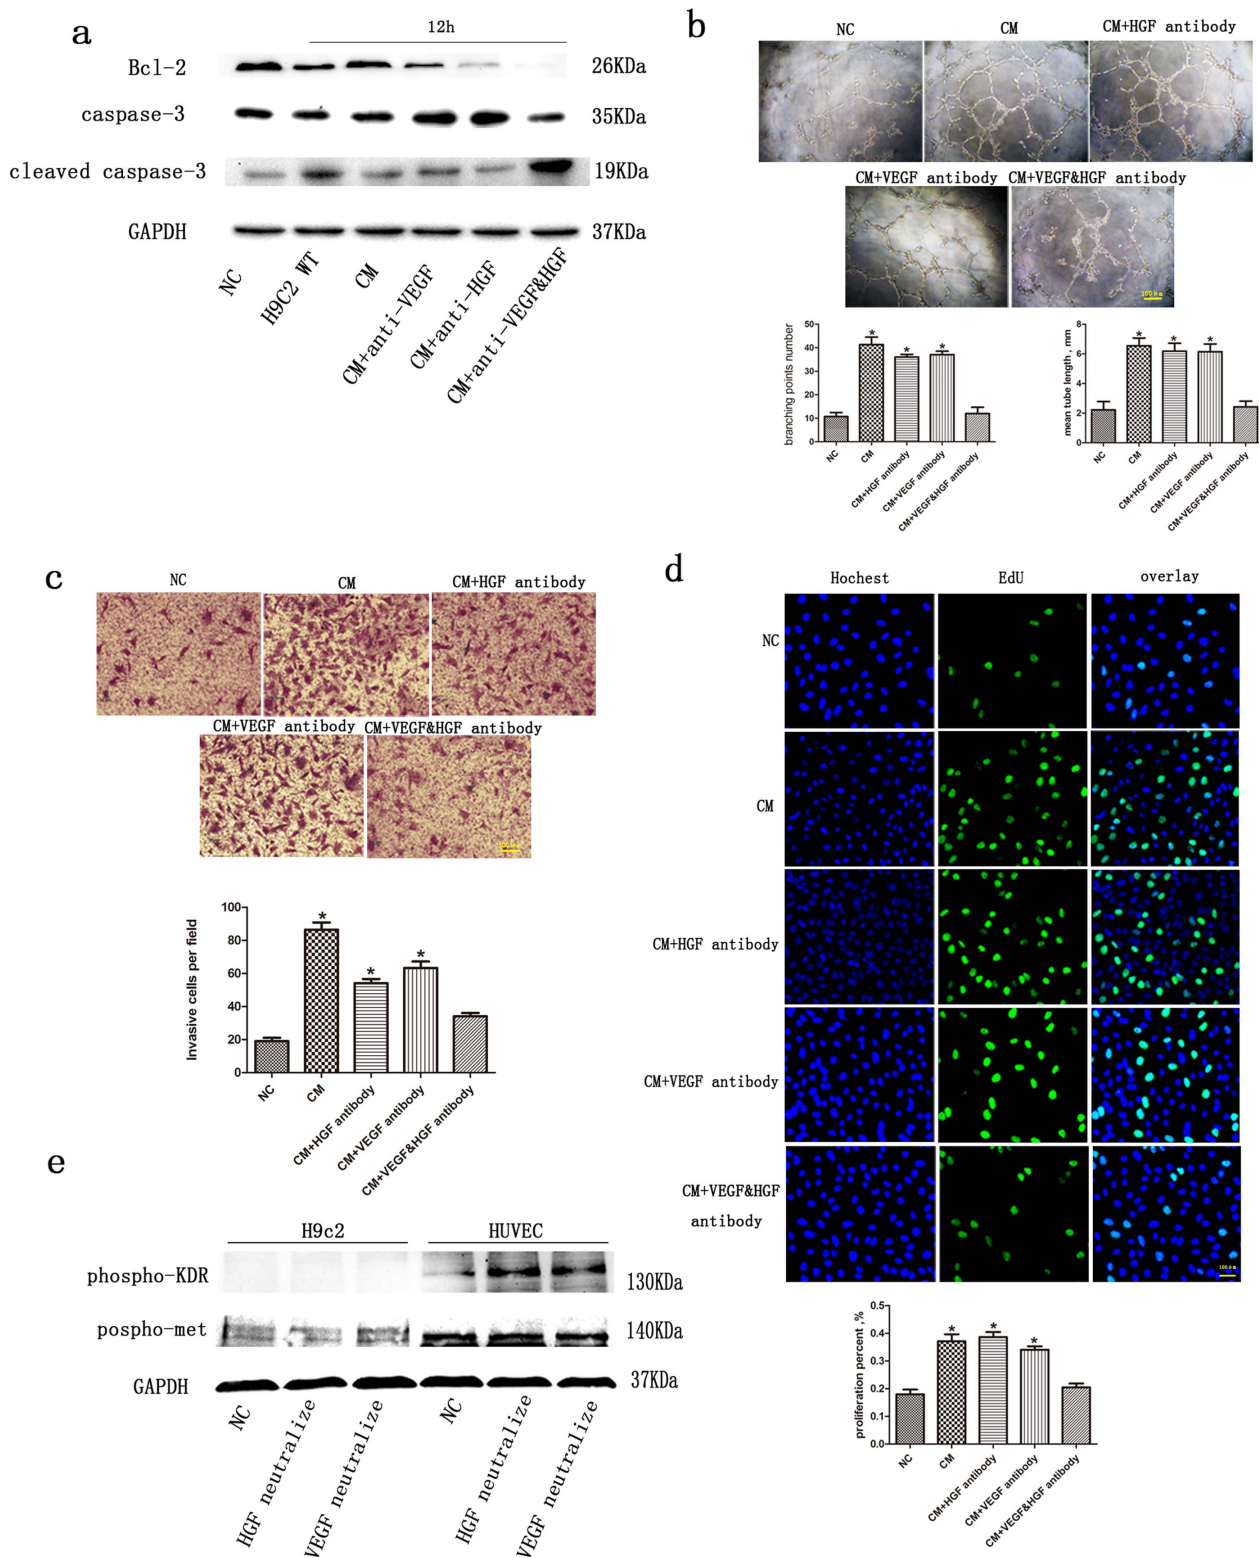 a
12h
Bcl-2
26KDa
caspase-3
35KDa
cleaved caspase-3
19KDa
GAPDH
37KDa
NC
H9C2 WT
CM
CM+anti-VEGF
CM+anti-HGF
CM+anti-VEGF&HGF
b
NC
CM
CM+HGF antibody
CM+VEGF antibody
CM+VEGF&HGF antibody
100μm
branching points number
50
40
30
20
10
0
NC
CM
CM+HGF antibody
CM+VEGF antibody
CM+VEGF&HGF antibody
*
*
*
mean tube length, mm
8
6
4
2
0
NC
CM
CM+HGF antibody
CM+VEGF antibody
CM+VEGF&HGF antibody
*
*
*
c
NC
CM
CM+HGF antibody
CM+VEGF antibody
CM+VEGF&HGF antibody
100μm
Invasive cells per field
100
80
60
40
20
0
*
*
*
NC
CM
CM+HGF antibody
CM+VEGF antibody
CM+VEGF&HGF antibody
d
Hochest
EdU
overlay
NC
CM
CM+HGF antibody
CM+VEGF antibody
CM+VEGF&HGF
antibody
100μm
proliferation percent ,%
0.5
0.4
0.3
0.2
0.1
0.0
*
*
*
NC
CM
CM+HGF antibody
CM+VEGF antibody
CM+VEGF&HGF antibody
e
H9c2
HUVEC
phospho-KDR
130KDa
pospho-met
140KDa
GAPDH
37KDa
NC
HGF neutralize
VEGF neutralize
NC
HGF neutralize
VEGF neutralize